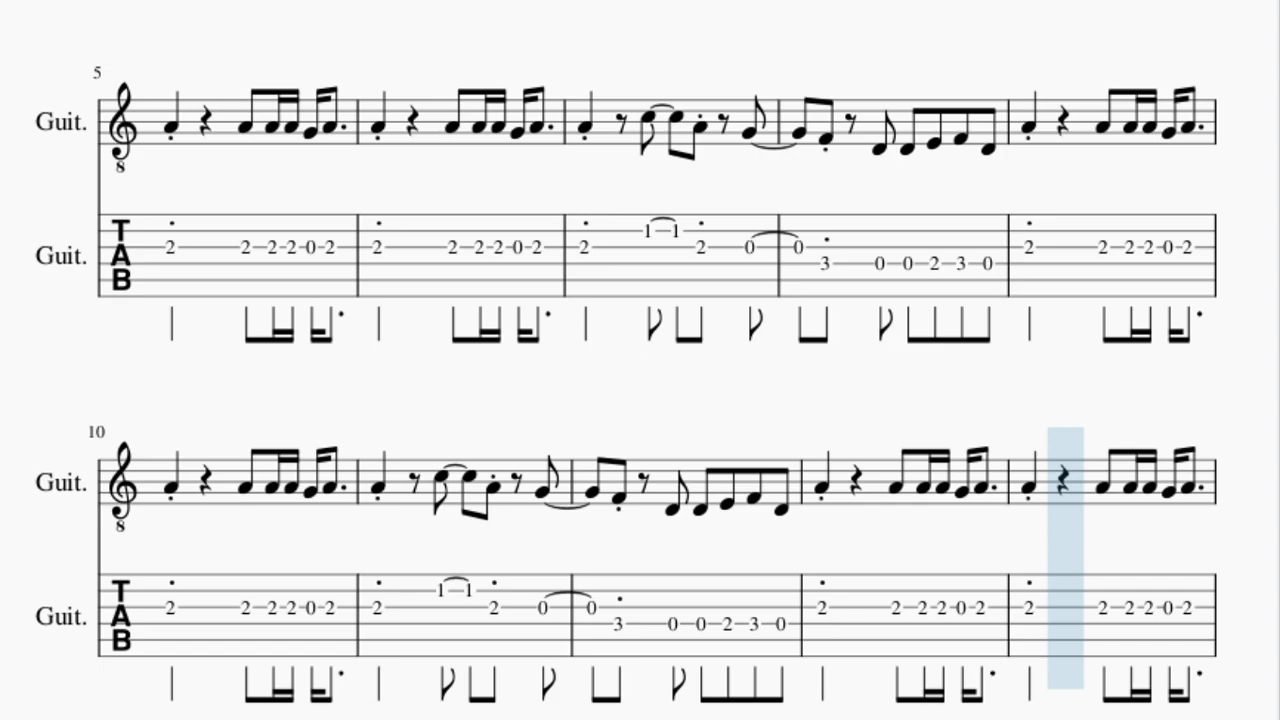 5
Guit.
8
Guit. TAB 2 2 2 2 0 2 2 2 2 2 0 2 2 1 1 2 0 0 3 0 0 2 3 0 2 2 2 2 0 2
10
Guit.
8
Guit. TAB 2 2 2 2 0 2 2 1 1 2 0 0 3 0 0 2 3 0 2 2 2 2 0 2 2 2 2 2 0 2